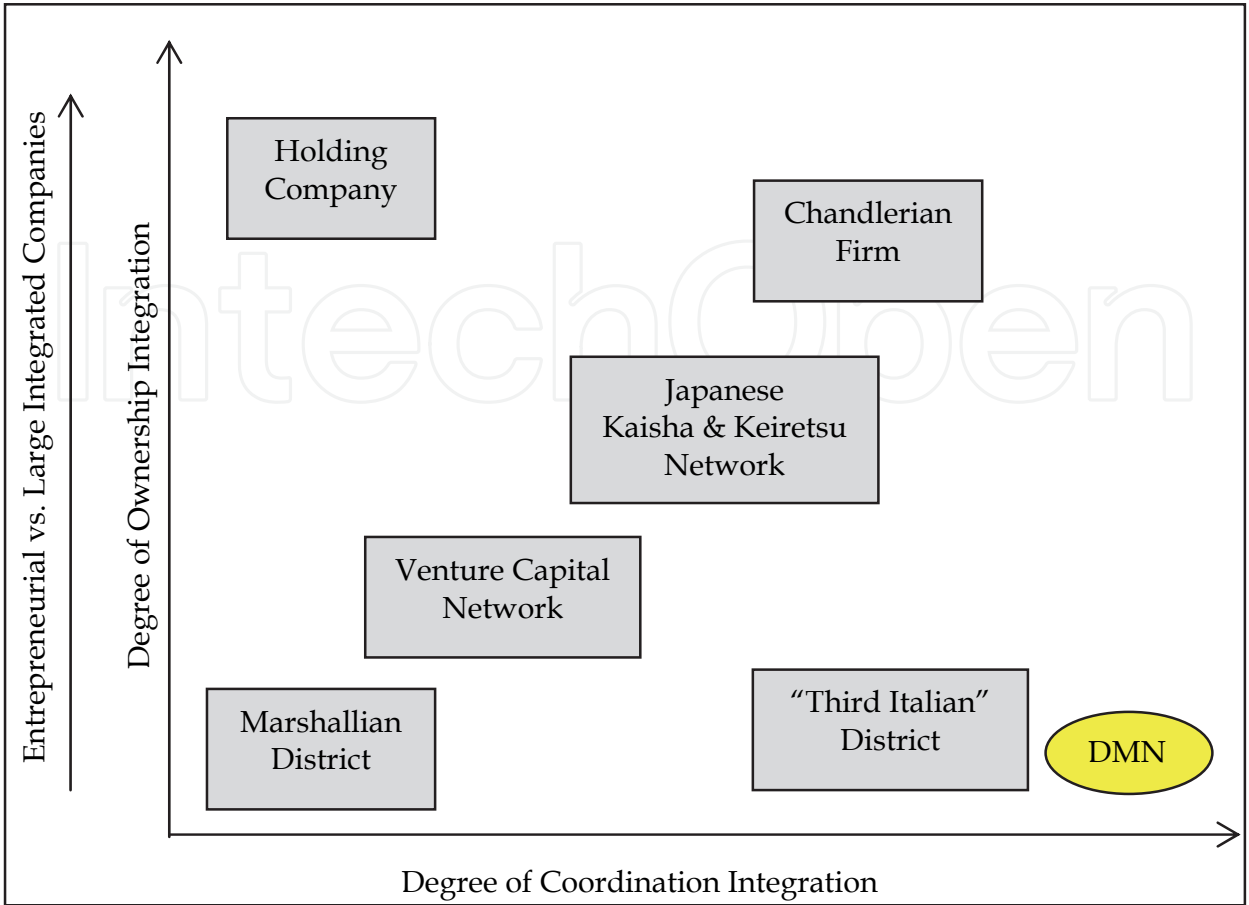 Entrepreneurial vs. Large Integrated Companies
Degree of Ownership Integration
Holding
Company
Chandlerian
Firm
IntechOpen
Japanese
Kaisha & Keiretsu
Network
Venture Capital
Network
Marshallian
District
“Third Italian”
District
DMN
Degree of Coordination Integration